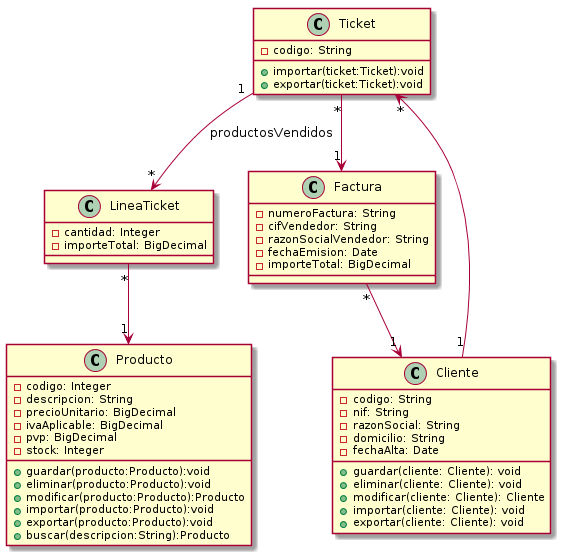 C Ticket
codigo: String
importar(ticket:Ticket):void
exportar(ticket:Ticket):void
1
*
*
productosVendidos
*
1
C LineaTicket
cantidad: Integer
importeTotal: BigDecimal
C Factura
numeroFactura: String
cifVendedor: String
razonSocialVendedor: String
fechaEmision: Date
importeTotal: BigDecimal
*
1
*
1
1
C Producto
codigo: Integer
descripcion: String
precioUnitario: BigDecimal
ivaAplicable: BigDecimal
pvp: BigDecimal
stock: Integer
guardar(producto:Producto):void
eliminar(producto:Producto):void
modificar(producto:Producto):Producto
importar(producto:Producto):void
exportar(producto:Producto):void
buscar(descripcion:String):Producto
C Cliente
codigo: String
nif: String
razonSocial: String
domicilio: String
fechaAlta: Date
guardar(cliente: Cliente): void
eliminar(cliente: Cliente): void
modificar(cliente: Cliente): Cliente
importar(cliente: Cliente): void
exportar(cliente: Cliente): void